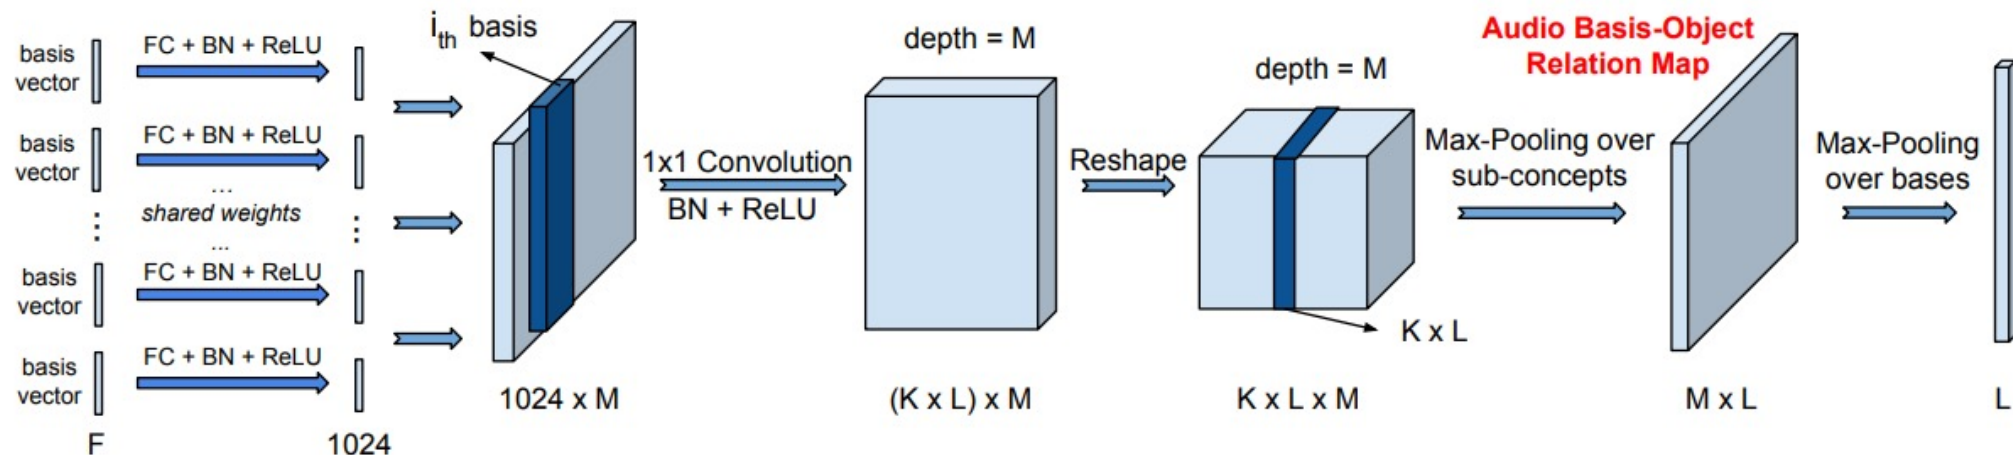 basis
vector
FC + BN + ReLU
basis
vector
FC + BN + ReLU
...
shared weights
...
basis
vector
FC + BN + ReLU
basis
vector
FC + BN + ReLU
F
1024
ith basis
1024 x M
1x1 Convolution
BN + ReLU
depth = M
(K x L) x M
Reshape
depth = M
K x L
K x L x M
Max-Pooling over
sub-concepts
Audio Basis-Object
Relation Map
M x L
Max-Pooling
over bases
L